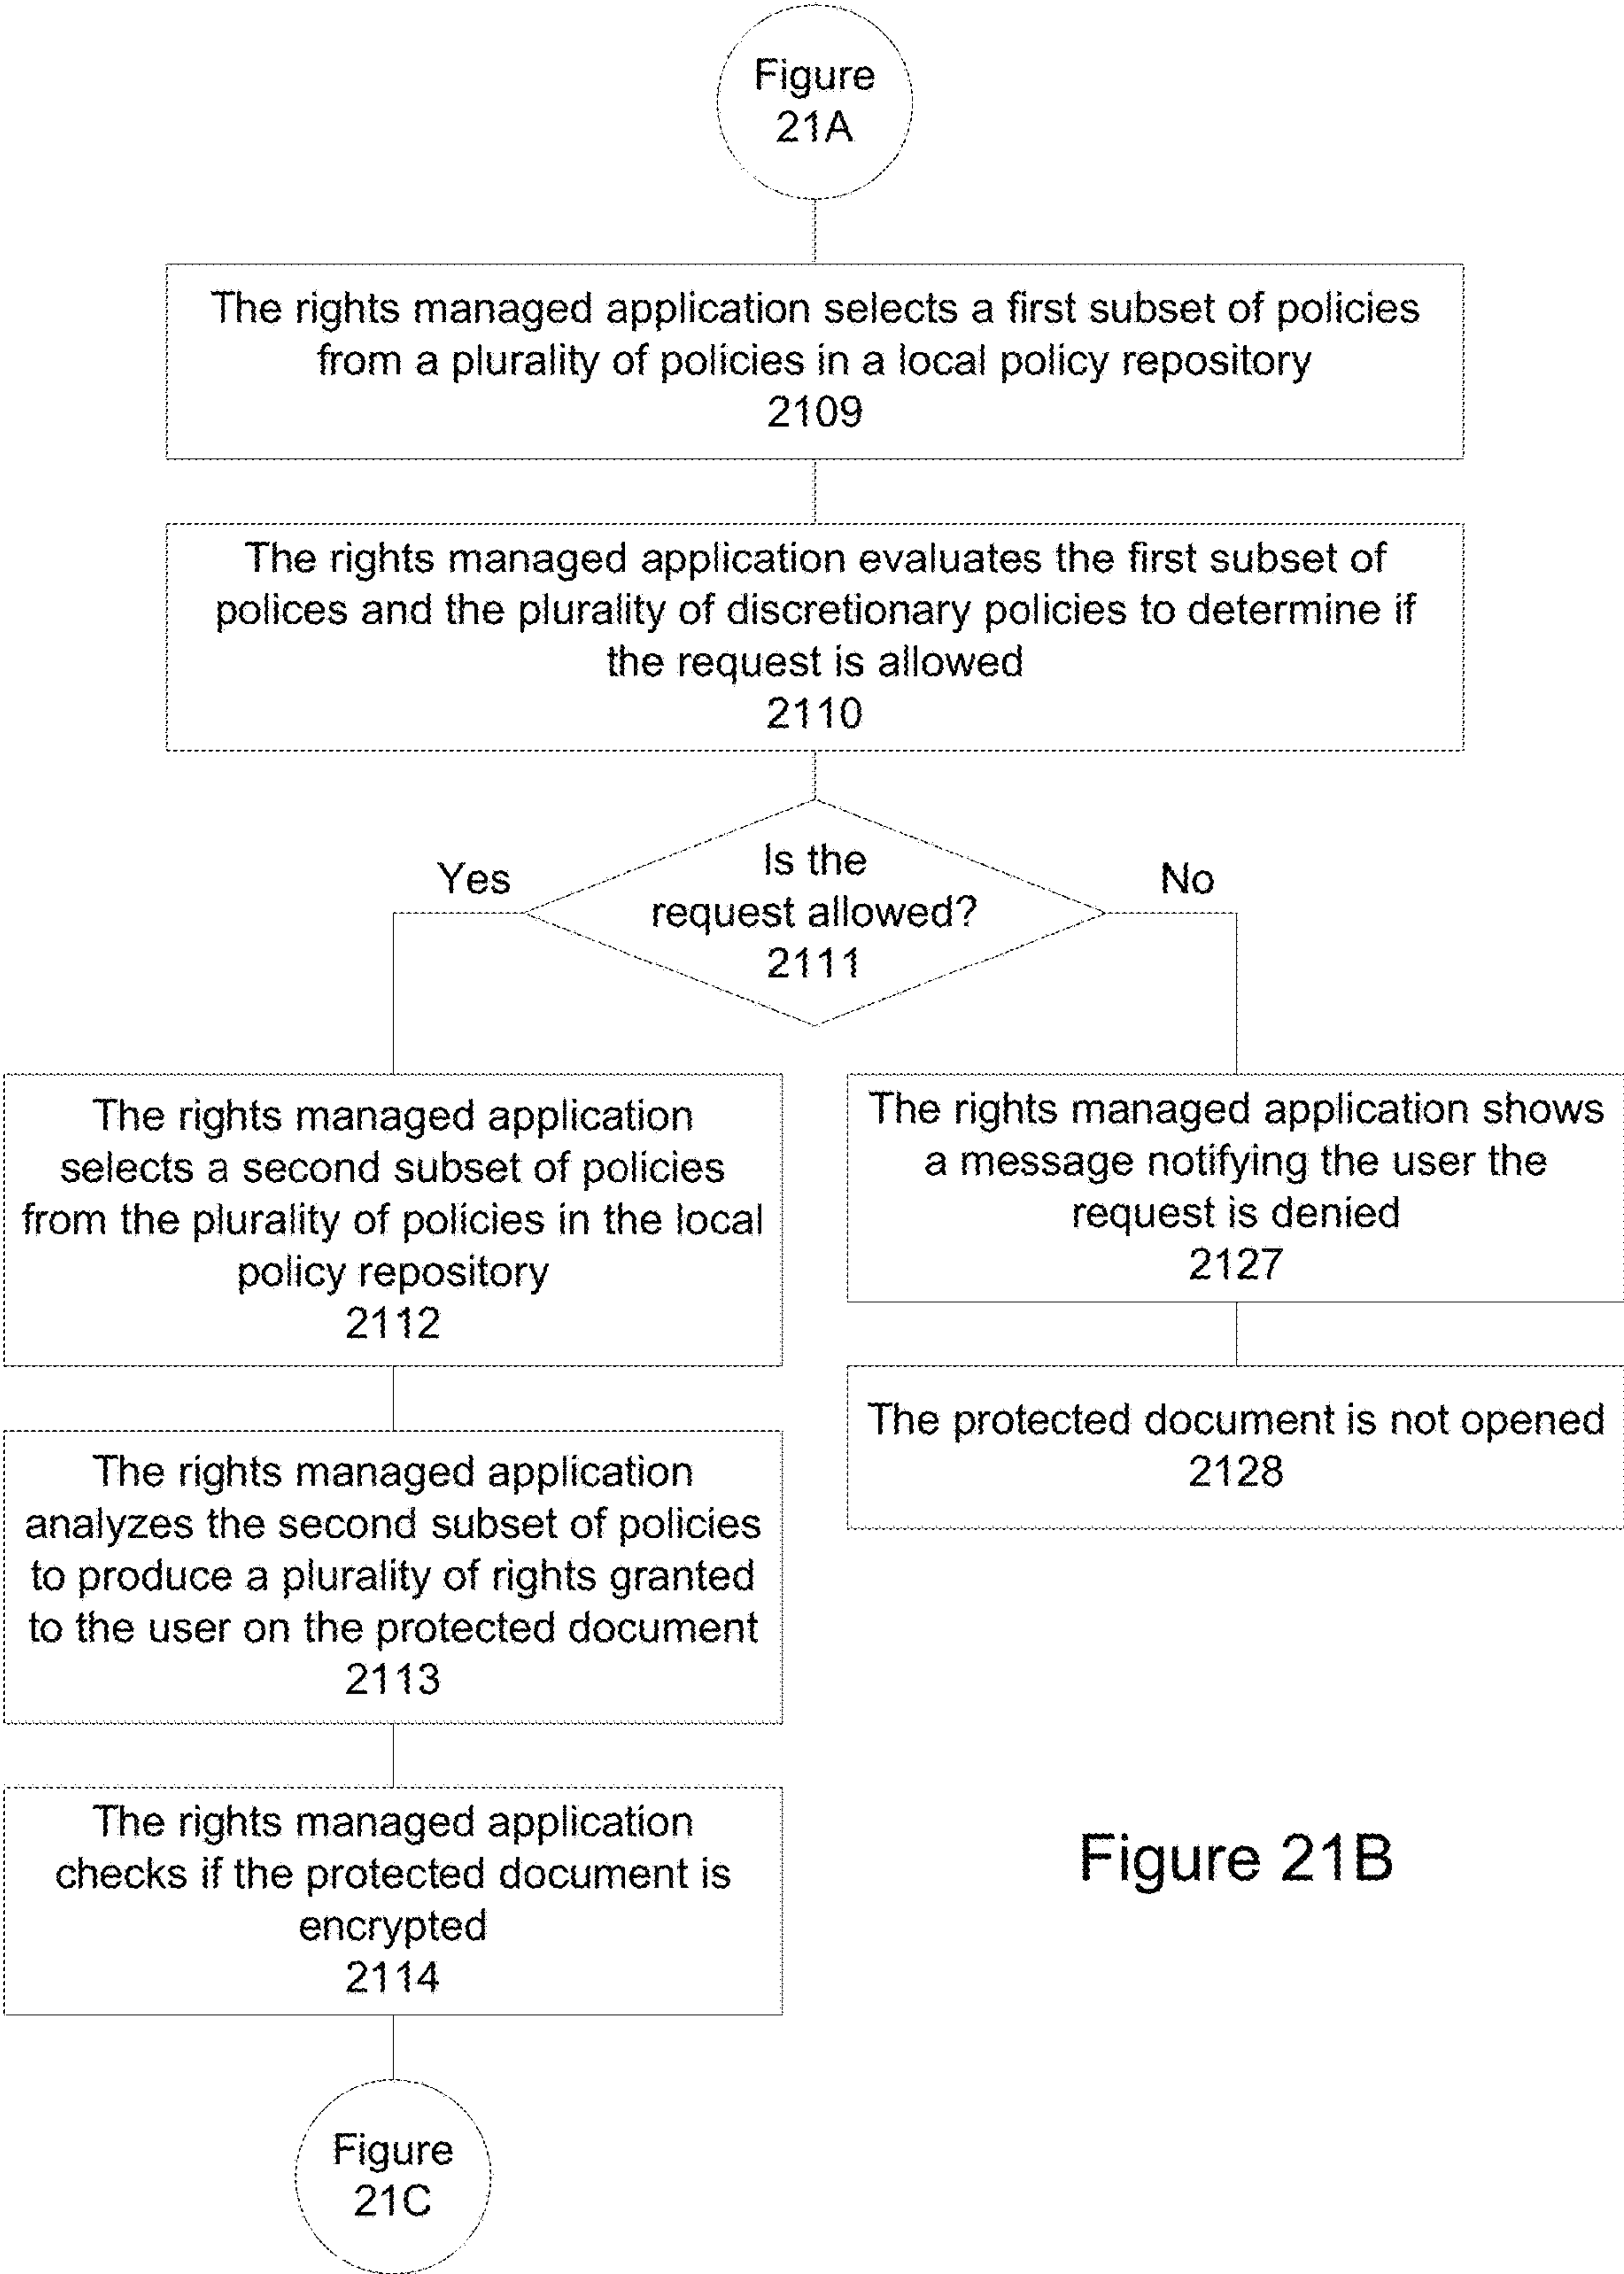 Figure
21A
The rights managed application selects a first subset of policies
from a plurality of policies in a local policy repository
2109
The rights managed application evaluates the first subset of
polices and the plurality of discretionary policies to determine if
the request is allowed
2110
Is the
request allowed?
2111
Yes
No
The rights managed application
selects a second subset of policies
from the plurality of policies in the local
policy repository
2112
The rights managed application
analyzes the second subset of policies
to produce a plurality of rights granted
to the user on the protected document
2113
The rights managed application
checks if the protected document is
encrypted
2114
Figure
21C
The rights managed application shows
a message notifying the user the
request is denied
2127
The protected document is not opened
2128
Figure 21B